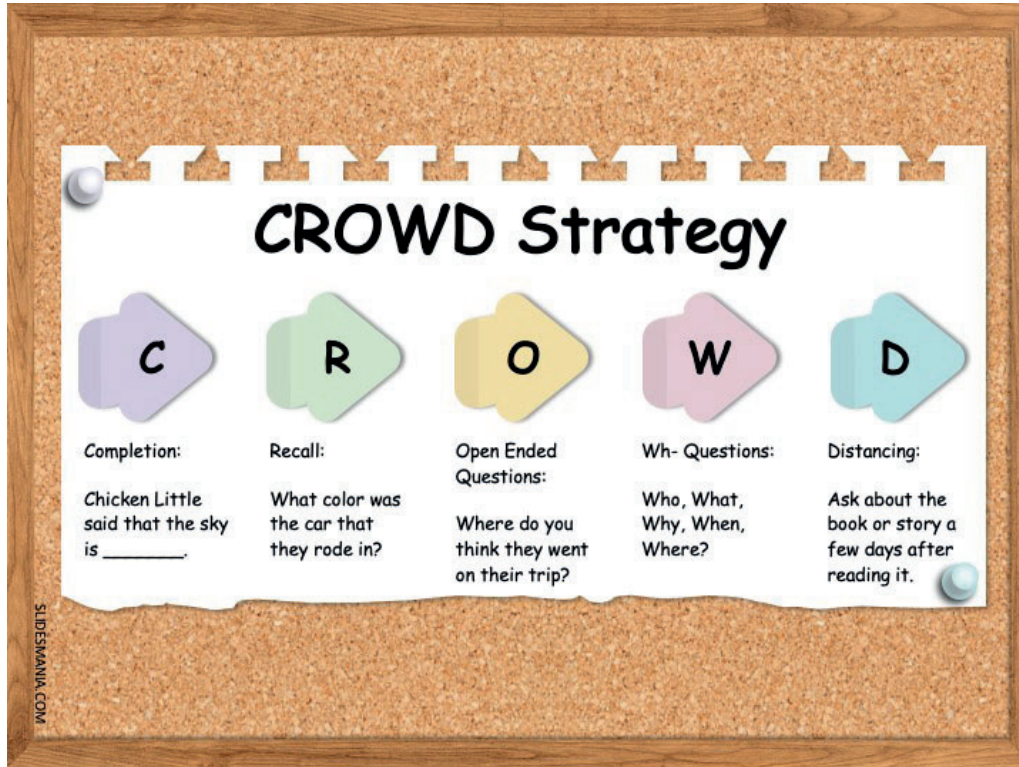 CROWD Strategy
C
R
O
W
D
Completion:
Chicken Little
said that the sky
is ________.
Recall:
What color was
the car that
they rode in?
Open Ended
Questions:
Where do you
think they went
on their trip?
Wh- Questions:
Who, What,
Why, When,
Where?
Distancing:
Ask about the
book or story a
few days after
reading it.
SLIDESMANIA.COM